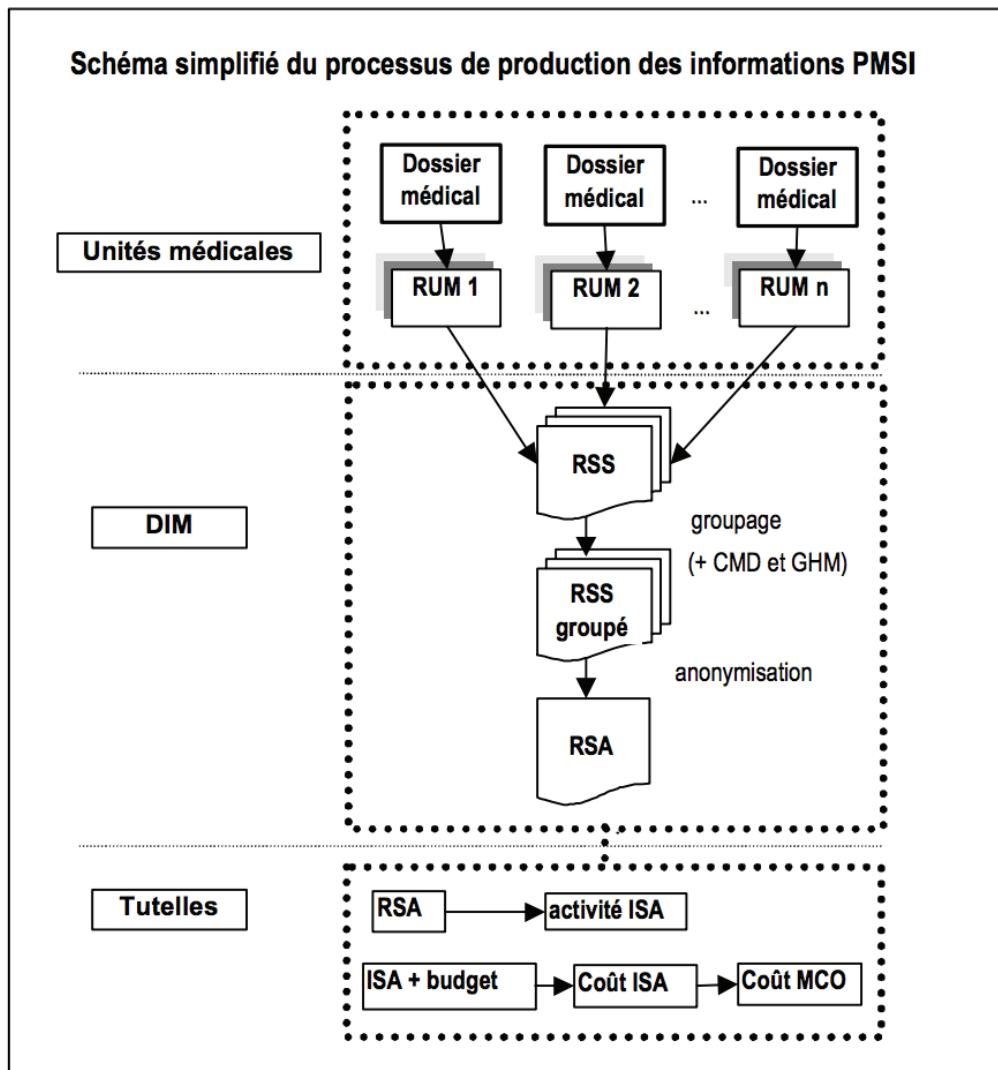 Schéma simplifié du processus de production des informations PMSI
Dossier
médical
Dossier
médical
...
Dossier
médical
Unités médicales
RUM 1
RUM 2
...
RUM n
RSS
DIM
groupage
(+ CMD et GHM)
RSS
groupé
anonymisation
RSA
Tutelles
RSA
activité ISA
ISA + budget
Coût ISA
Coût MCO